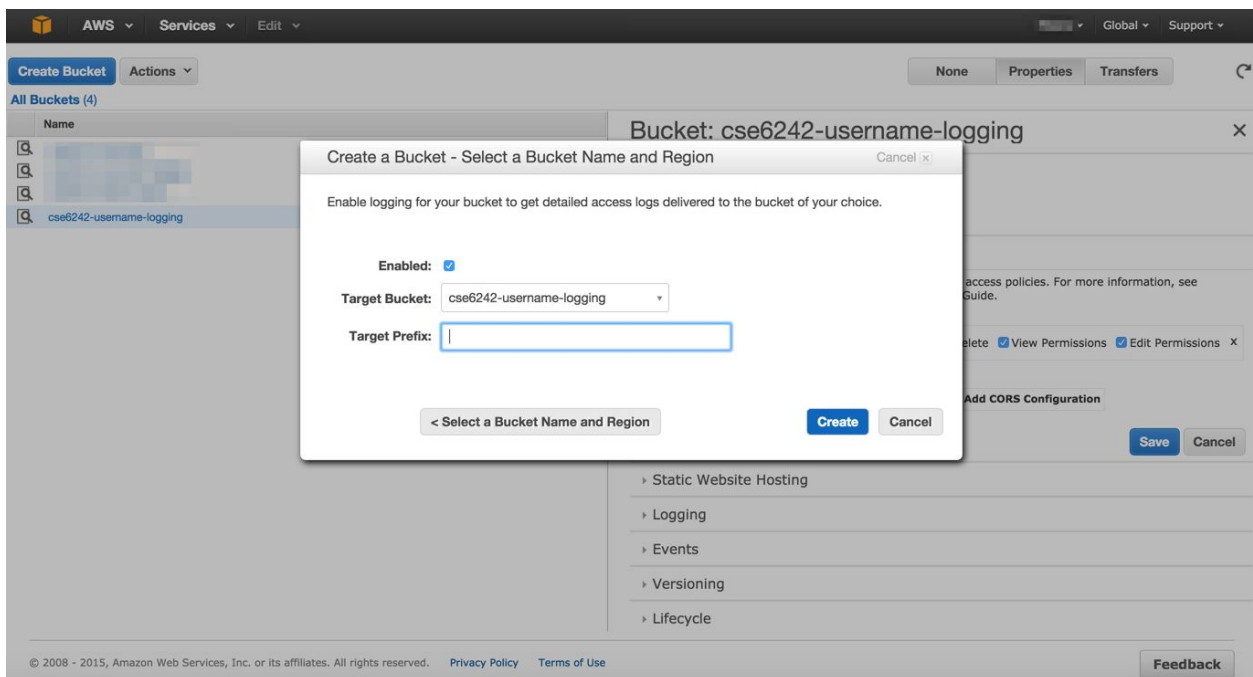 AWS Services Edit Global Support
Create Bucket Actions None Properties Transfers
All Buckets (4)
Name
cse6242-username-logging
Bucket: cse6242-username-logging
Create a Bucket - Select a Bucket Name and Region Cancel x
Enable logging for your bucket to get detailed access logs delivered to the bucket of your choice.
Enabled:
Target Bucket: cse6242-username-logging
Target Prefix:
< Select a Bucket Name and Region Create Cancel
access policies. For more information, see
Guide.
elete View Permissions Edit Permissions x
Add CORS Configuration
Save Cancel
Static Website Hosting
Logging
Events
Versioning
Lifecycle
© 2008 - 2015, Amazon Web Services, Inc. or its affiliates. All rights reserved. Privacy Policy Terms of Use
Feedback